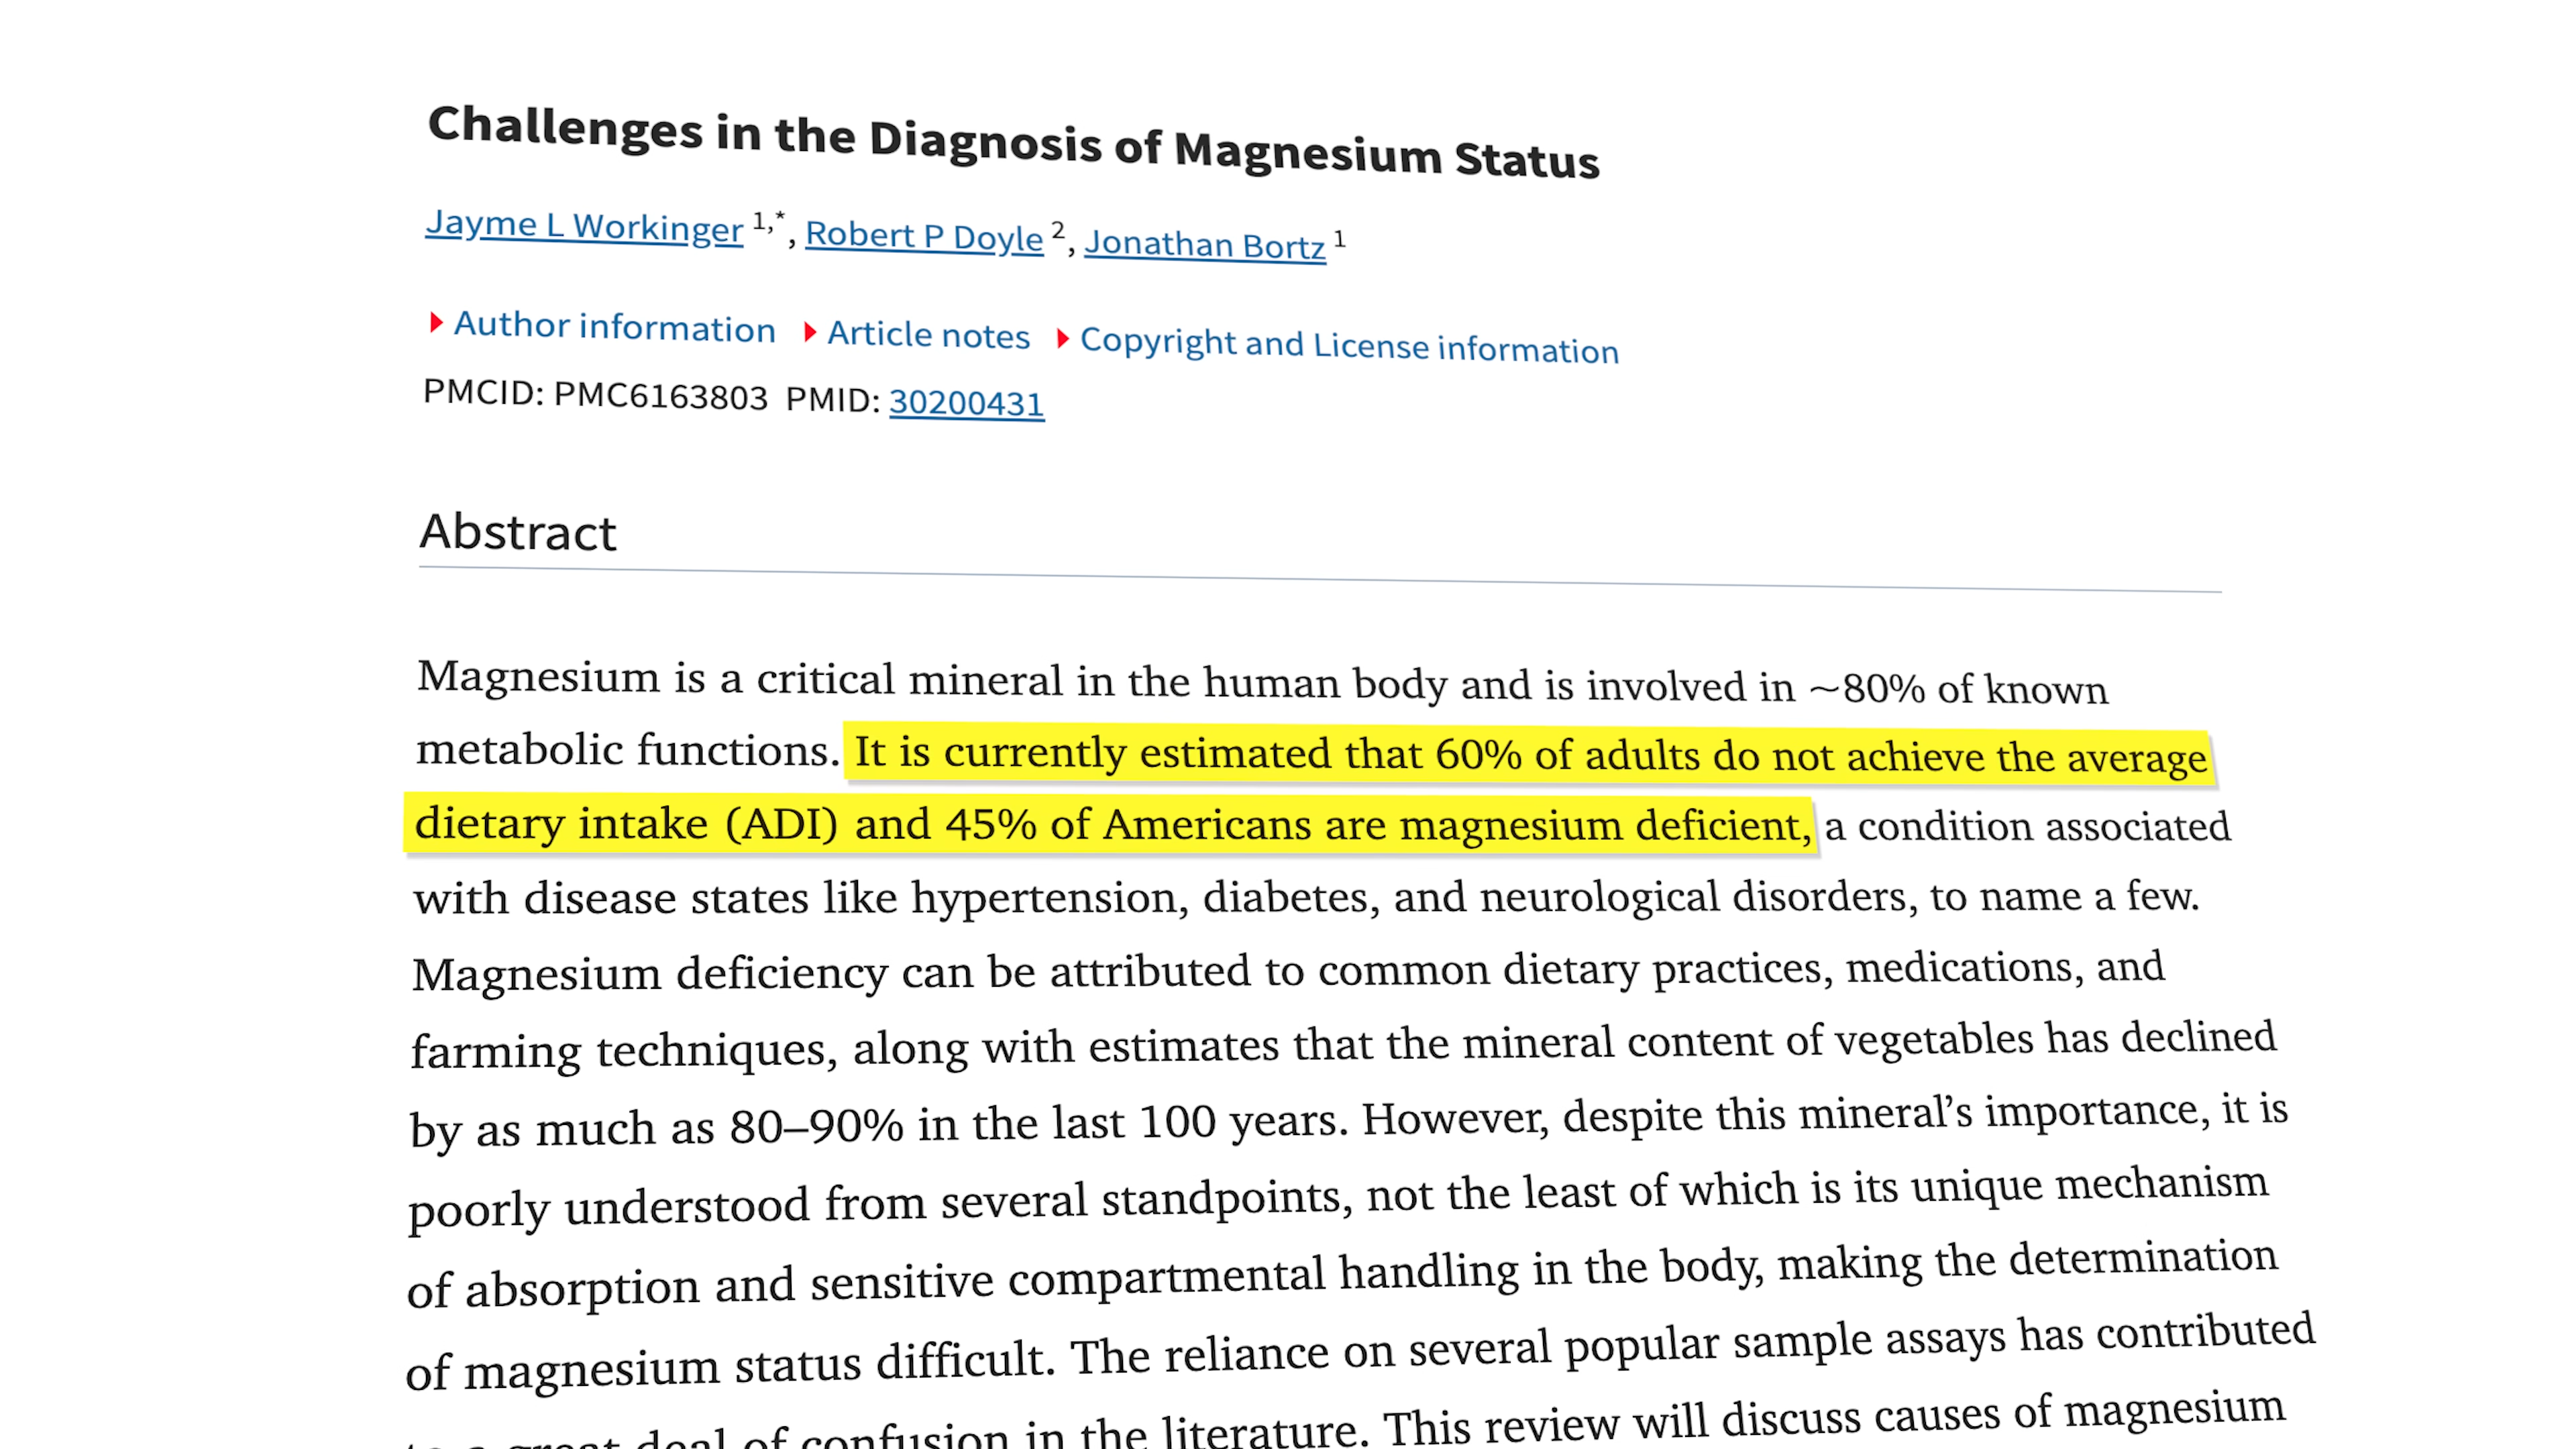 Challenges in the Diagnosis of Magnesium Status
Jayme L Workinger 1,*, Robert P Doyle 2, Jonathan Bortz 1
Author information Article notes Copyright and License information
PMCID: PMC6163803 PMID: 30200431
Abstract
Magnesium is a critical mineral in the human body and is involved in ~80% of known
metabolic functions. It is currently estimated that 60% of adults do not achieve the average
dietary intake (ADI) and 45% of Americans are magnesium deficient, a condition associated
with disease states like hypertension, diabetes, and neurological disorders, to name a few.
Magnesium deficiency can be attributed to common dietary practices, medications, and
farming techniques, along with estimates that the mineral content of vegetables has declined
by as much as 80–90% in the last 100 years. However, despite this mineral’s importance, it is
poorly understood from several standpoints, not the least of which is its unique mechanism
of absorption and sensitive compartmental handling in the body, making the determination
of magnesium status difficult. The reliance on several popular sample assays has contributed
to a great deal of confusion in the literature. This review will discuss causes of magnesium